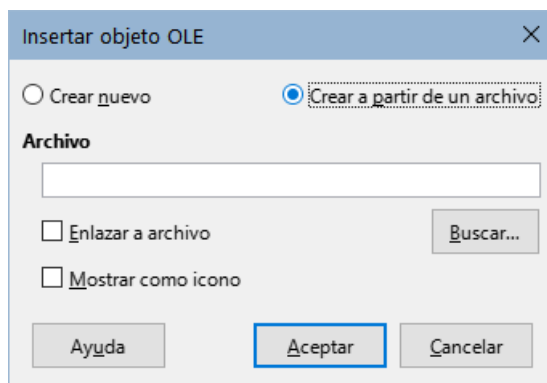 Insertar objeto OLE
Crear nuevo Crear a partir de un archivo
Archivo
Enlazar a archivo Buscar...
Mostrar como icono
Ayuda Aceptar Cancelar